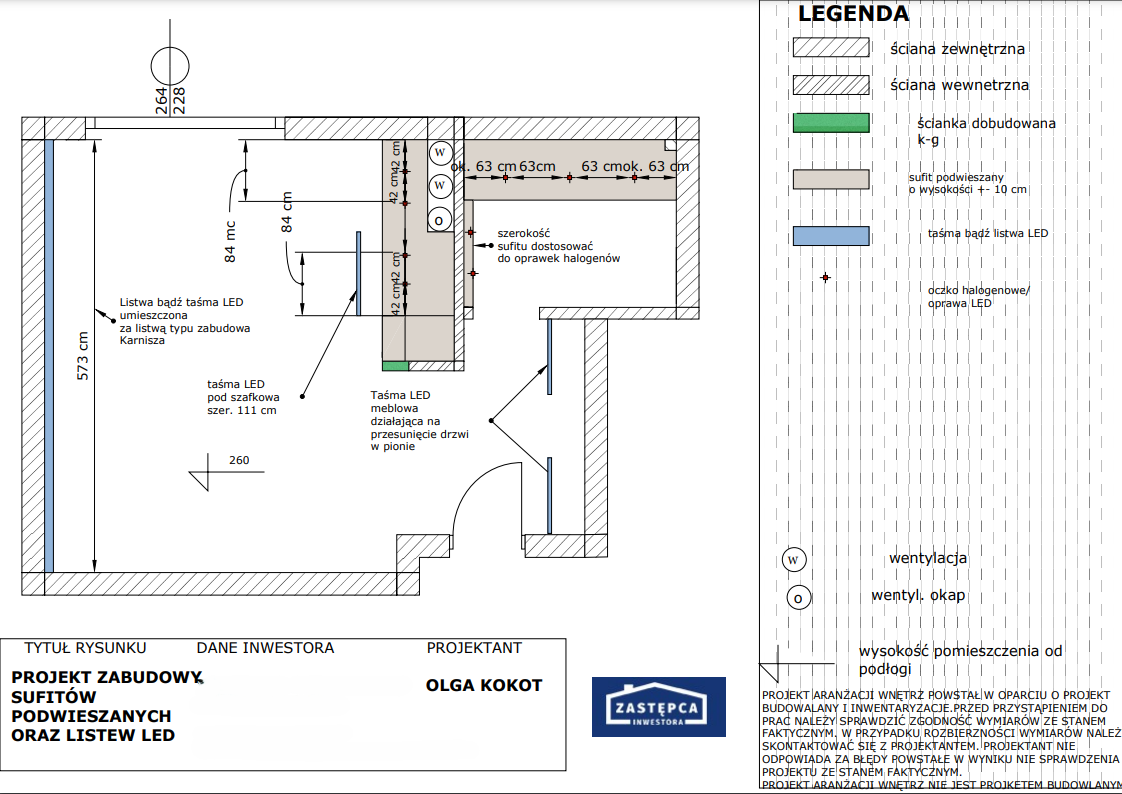 264
228
42 cm
42 cm
W
W
O
ok. 63 cm
63cm
63 cm
ok. 63 cm
84 mc
84 cm
42 cm
42 cm
szerokość
sufitu dostosować
do oprawek halogenów
Listwa bądź taśma LED
umieszczona
za listwą typu zabudowa
Karnisza
573 cm
taśma LED
pod szafkowa
szer. 111 cm
Taśma LED
meblowa
działająca na
przesunięcie drzwi
w pionie
260
TYTUŁ RYSUNKU
DANE INWESTORA
PROJEKTANT
PROJEKT ZABUDOWY
SUFITÓW
PODWIESZANYCH
ORAZ LISTEW LED
OLGA KOKOT
ZASTĘPCA
INWESTORA
LEGENDA
ściana zewnętrzna
ściana wewnetrzna
ścianka dobudowana
k-g
sufit podwieszany
o wysokości +- 10 cm
taśma bądź listwa LED
oczko halogenowe/
oprawa LED
W wentylacja
O wentyl. okap
wysokość pomieszczenia od
podłogi
PROJEKT ARANŻACJI WNĘTRZ POWSTAŁ W OPARCIU O PROJEKT
BUDOWALANY I INWENTARYZACJE.PRZED PRZYSTĄPIENIEM DO
PRAC NALEŻY SPRAWDZIĆ ZGODNOŚĆ WYMIARÓW ZE STANEM
FAKTYCZNYM. W PRZYPADKU ROZBIERZNOŚCI WYMIARÓW NALEŻ
SKONTAKTOWAĆ SIĘ Z PROJEKTANTEM. PROJEKTANT NIE
ODPOWIADA ZA BŁĘDY POWSTAŁE W WYNIKU NIE SPRAWDZENIA
PROJEKTU ZE STANEM FAKTYCZNYM.
PROJEKT ARANŻACJI WNĘTRZ NIE JEST PROJKETEM BUDOWLANYM